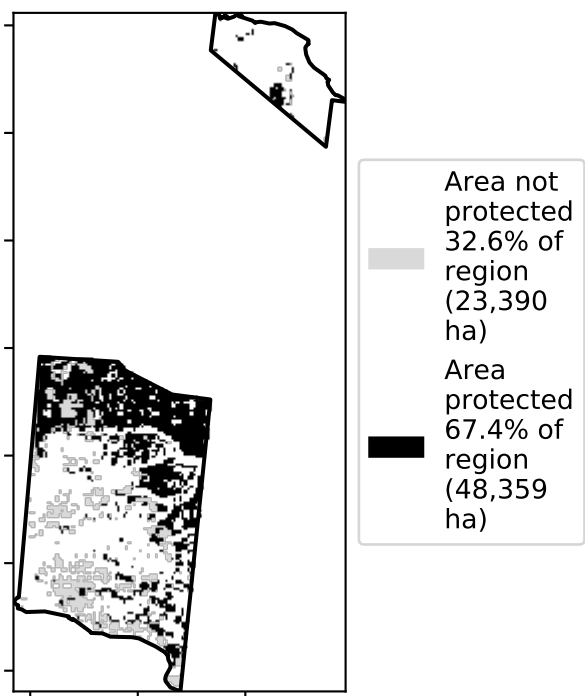 Area not
protected
32.6% of
region
(23,390
ha)
Area
protected
67.4% of
region
(48,359
ha)